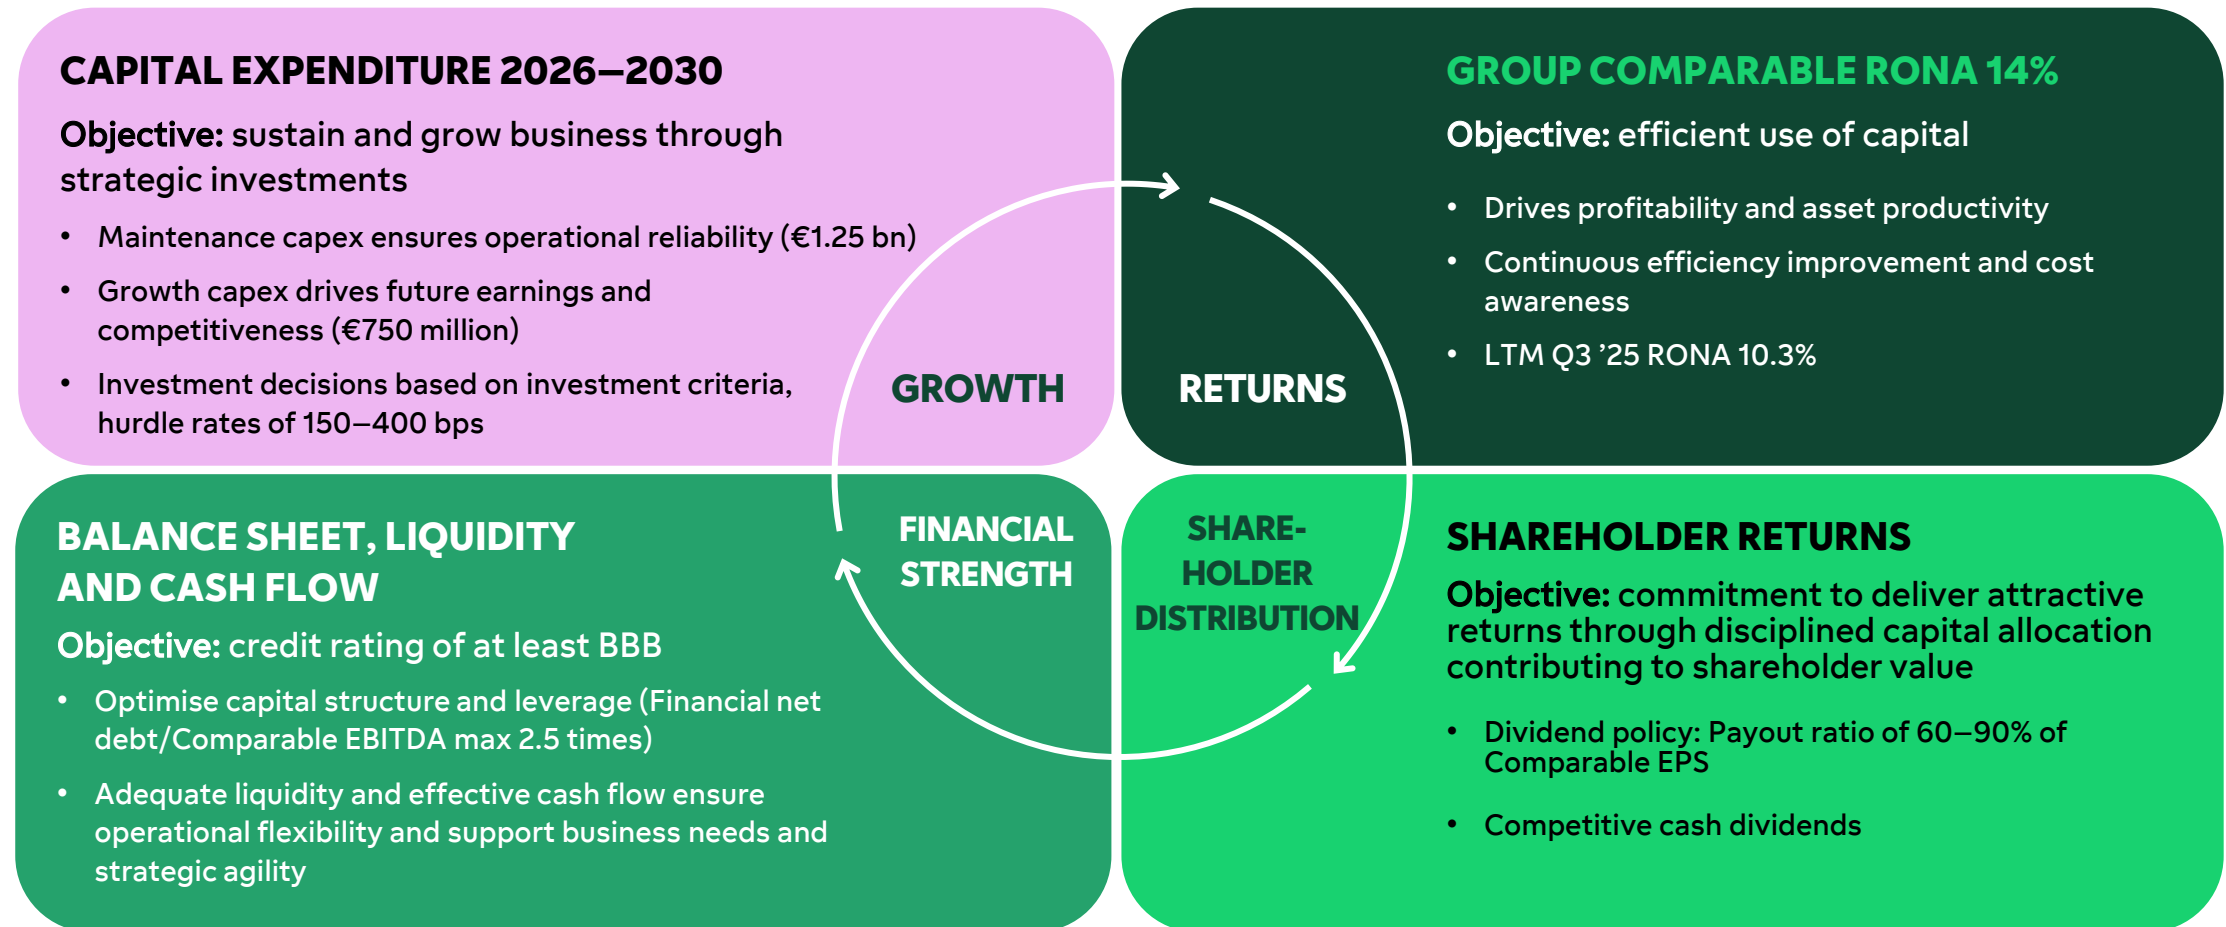 CAPITAL EXPENDITURE 2026–2030
Objective: sustain and grow business through
strategic investments
• Maintenance capex ensures operational reliability (€1.25 bn)
• Growth capex drives future earnings and
competitiveness (€750 million)
• Investment decisions based on investment criteria,
hurdle rates of 150–400 bps
GROWTH
GROUP COMPARABLE RONA 14%
Objective: efficient use of capital
• Drives profitability and asset productivity
• Continuous efficiency improvement and cost
awareness
• LTM Q3 ’25 RONA 10.3%
RETURNS
BALANCE SHEET, LIQUIDITY
AND CASH FLOW
Objective: credit rating of at least BBB
• Optimise capital structure and leverage (Financial net
debt/Comparable EBITDA max 2.5 times)
• Adequate liquidity and effective cash flow ensure
operational flexibility and support business needs and
strategic agility
FINANCIAL
STRENGTH
SHARE-
HOLDER
DISTRIBUTION
SHAREHOLDER RETURNS
Objective: commitment to deliver attractive
returns through disciplined capital allocation
contributing to shareholder value
• Dividend policy: Payout ratio of 60–90% of
Comparable EPS
• Competitive cash dividends